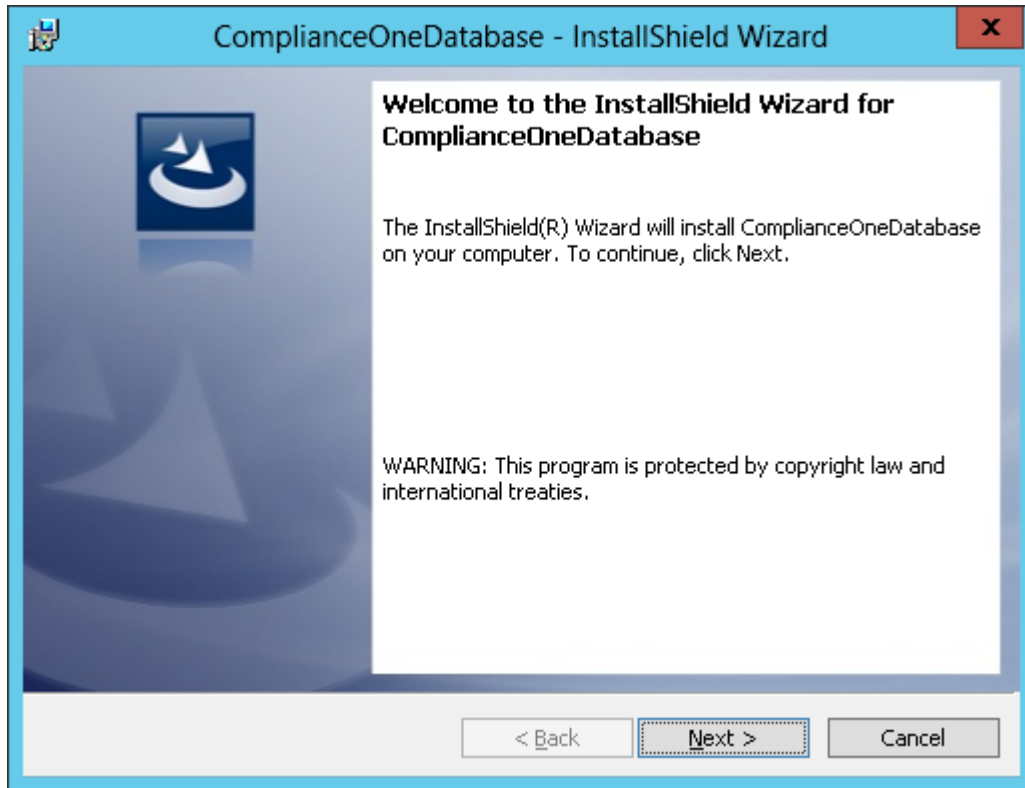 ComplianceOneDatabase - InstallShield Wizard
x
Welcome to the InstallShield Wizard for
ComplianceOneDatabase
The InstallShield(R) Wizard will install ComplianceOneDatabase
on your computer. To continue, click Next.
WARNING: This program is protected by copyright law and
international treaties.
< Back
Next >
Cancel